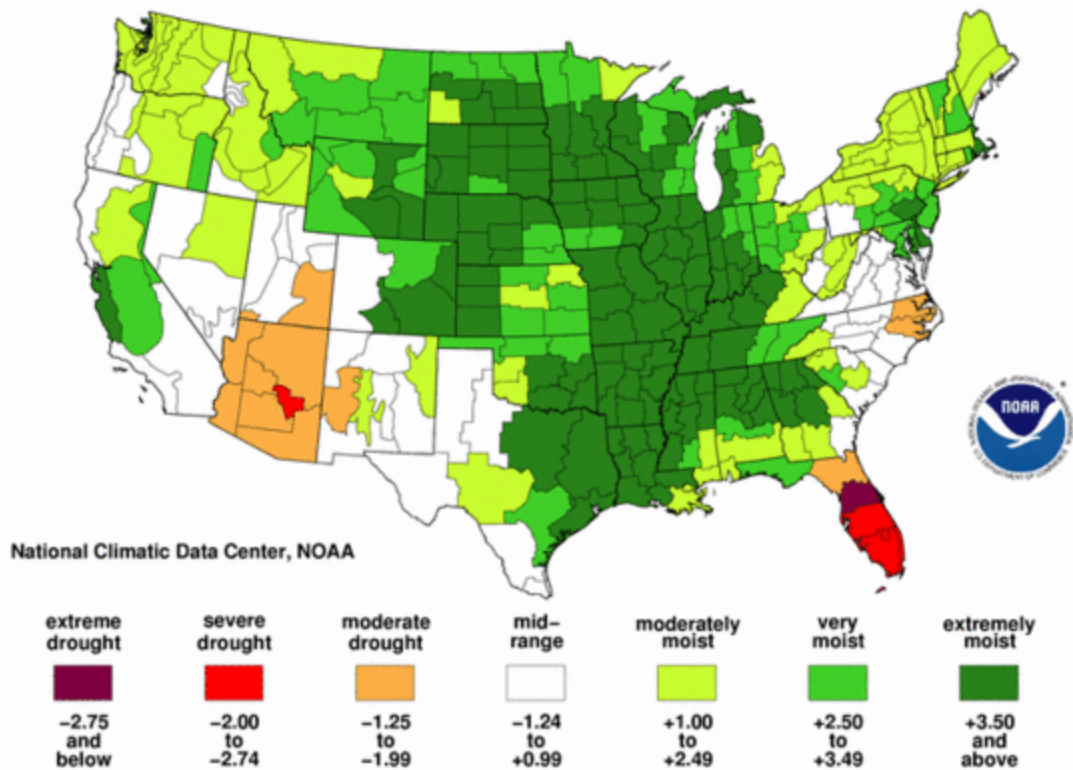 NOAA
National Climatic Data Center, NOAA
extreme drought
severe drought
moderate drought
mid-range
moderately moist
very moist
extremely moist
−2.75 and below
−2.00 to −2.74
−1.25 to −1.99
−1.24 to +0.99
+1.00 to +2.49
+2.50 to +3.49
+3.50 and above